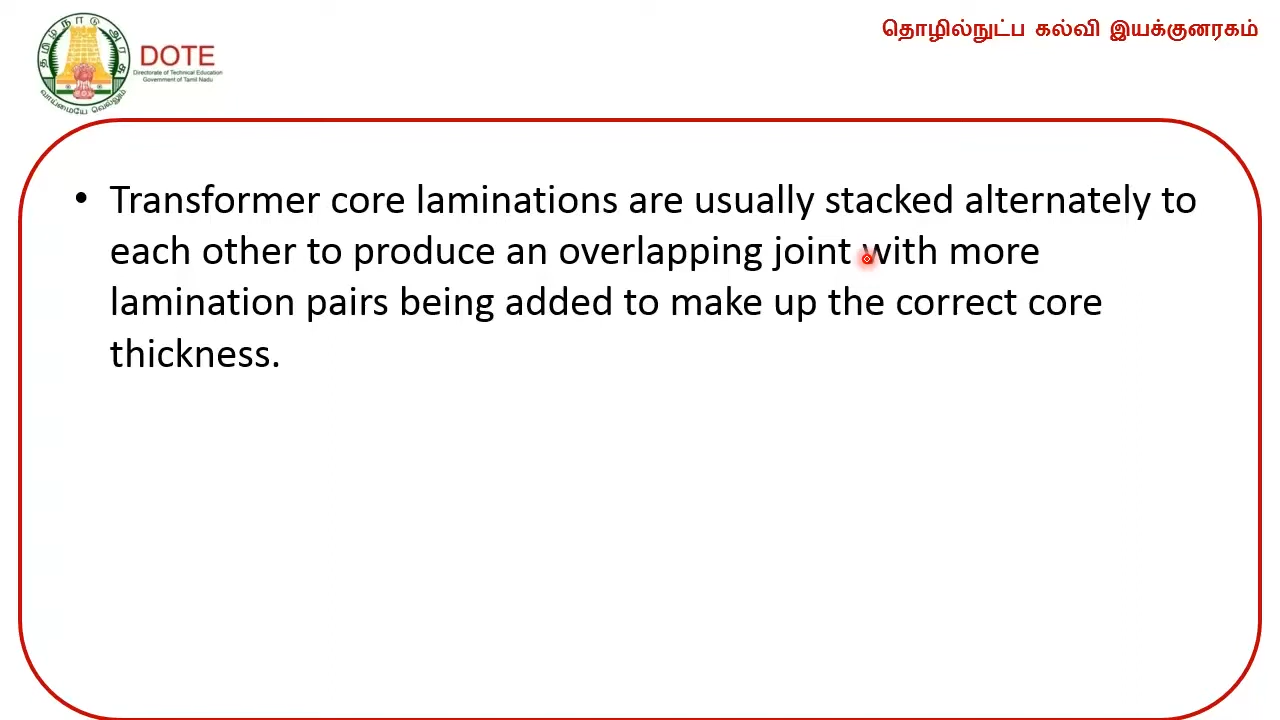 தமிழ்நாடு அரசு
வாய்மையே வெல்லும்
DOTE
Directorate of Technical Education
Government of Tamil Nadu
தொழில்நுட்ப கல்வி இயக்குனரகம்
• Transformer core laminations are usually stacked alternately to
each other to produce an overlapping joint with more
lamination pairs being added to make up the correct core
thickness.